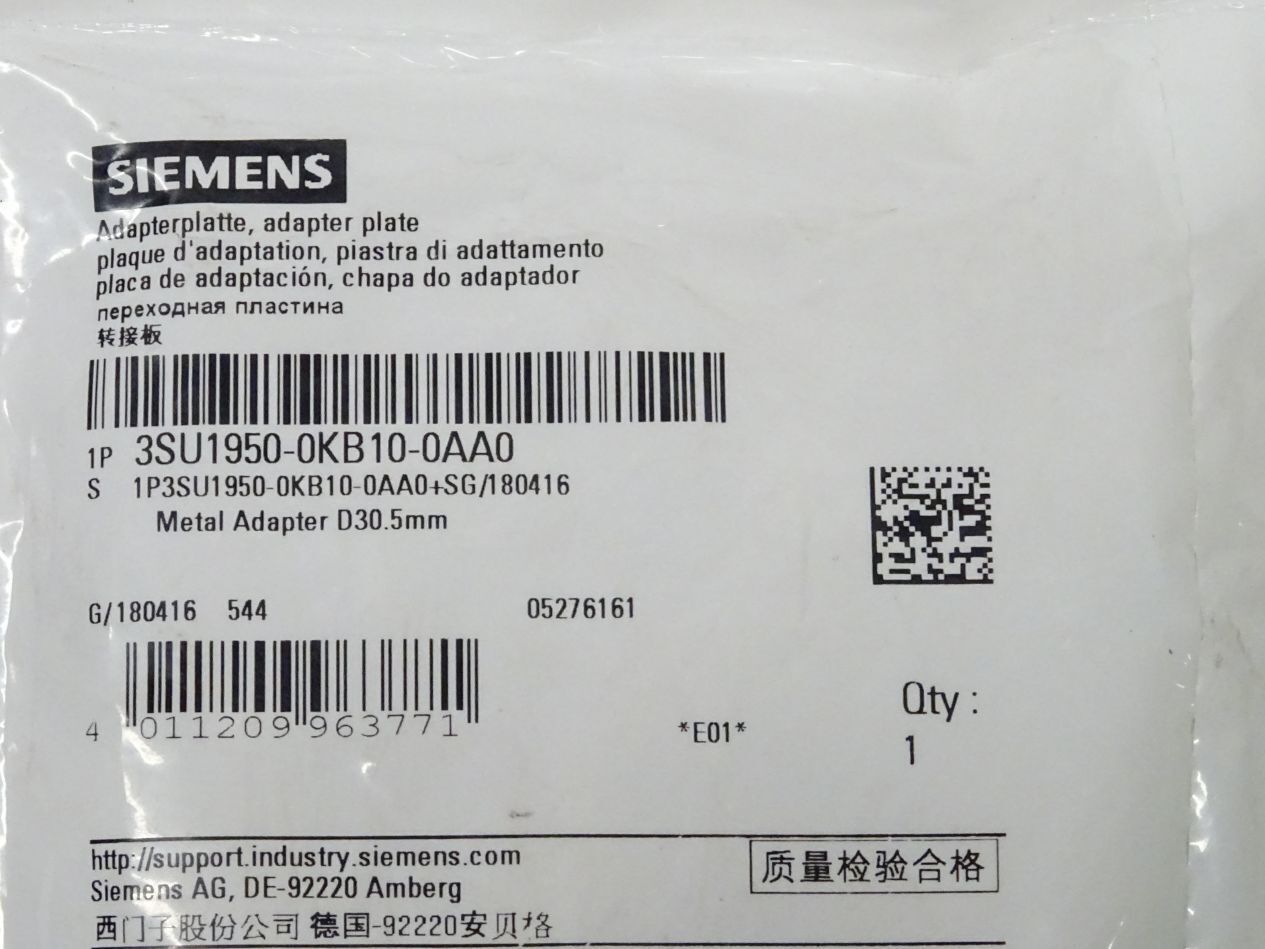 SIEMENS
Adapterplatte, adapter plate
plaque d'adaptation, piastra di adattamento
placa de adaptación, chapa do adaptador
переходная пластина
转接板
1P 3SU1950-0KB10-0AA0
S 1P3SU1950-0KB10-0AA0+SG/180416
Metal Adapter D30.5mm
G/180416 544 05276161
4 011209 963771
*E01*
Qty :
1
http://support.industry.siemens.com
Siemens AG, DE-92220 Amberg
质量检验合格
西门子股份公司 德国-92220安贝格